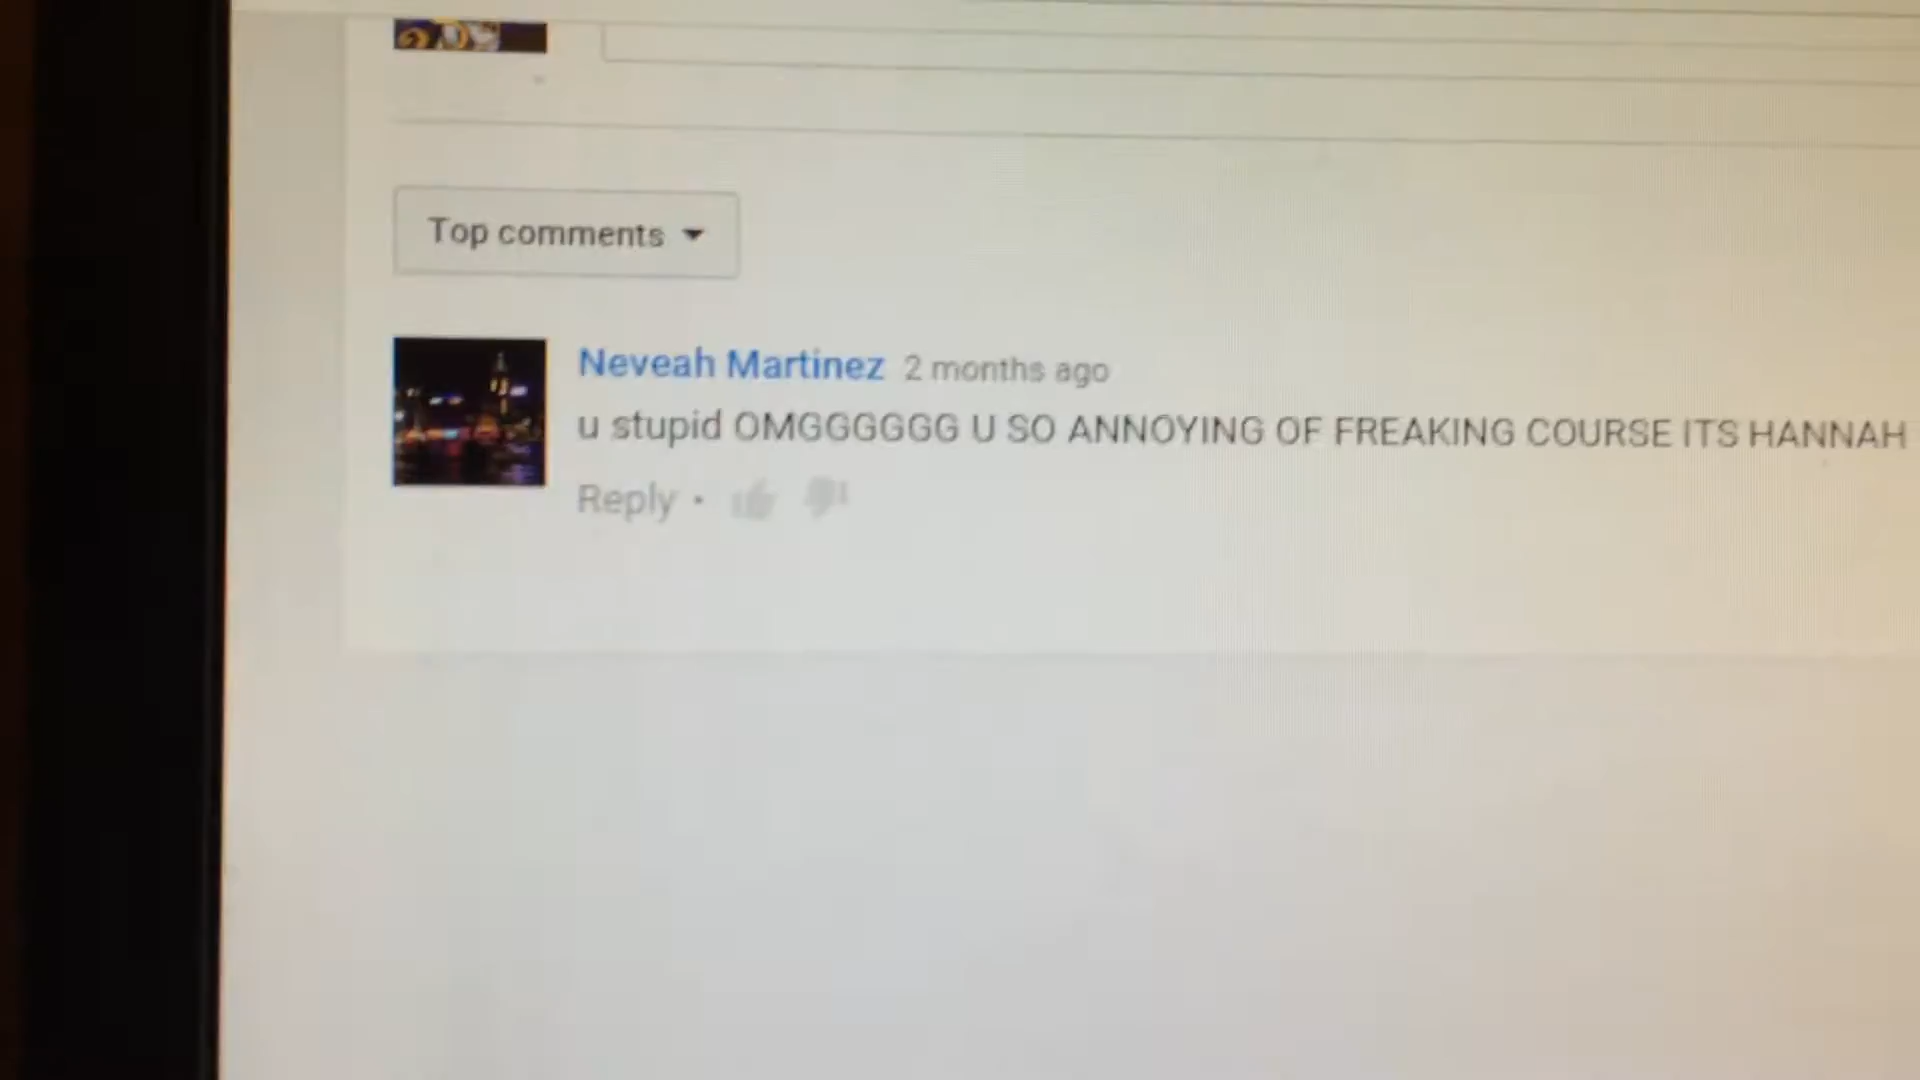 Top comments
Neveah Martinez 2 months ago
u stupid OMGGGGGG U SO ANNOYING OF FREAKING COURSE ITS HANNAH
Reply •